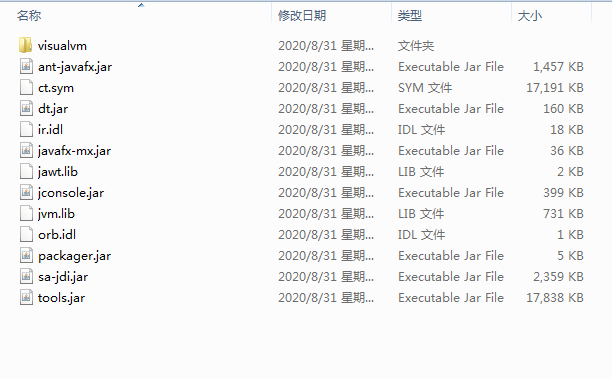 名称 修改日期 类型 大小
visualvm 2020/8/31 星期... 文件夹
ant-javafx.jar 2020/8/31 星期... Executable Jar File 1,457 KB
ct.sym 2020/8/31 星期... SYM 文件 17,191 KB
dt.jar 2020/8/31 星期... Executable Jar File 160 KB
ir.idl 2020/8/31 星期... IDL 文件 18 KB
javafx-mx.jar 2020/8/31 星期... Executable Jar File 36 KB
jawt.lib 2020/8/31 星期... LIB 文件 2 KB
jconsole.jar 2020/8/31 星期... Executable Jar File 399 KB
jvm.lib 2020/8/31 星期... LIB 文件 731 KB
orb.idl 2020/8/31 星期... IDL 文件 1 KB
packager.jar 2020/8/31 星期... Executable Jar File 5 KB
sa-jdi.jar 2020/8/31 星期... Executable Jar File 2,359 KB
tools.jar 2020/8/31 星期... Executable Jar File 17,838 KB